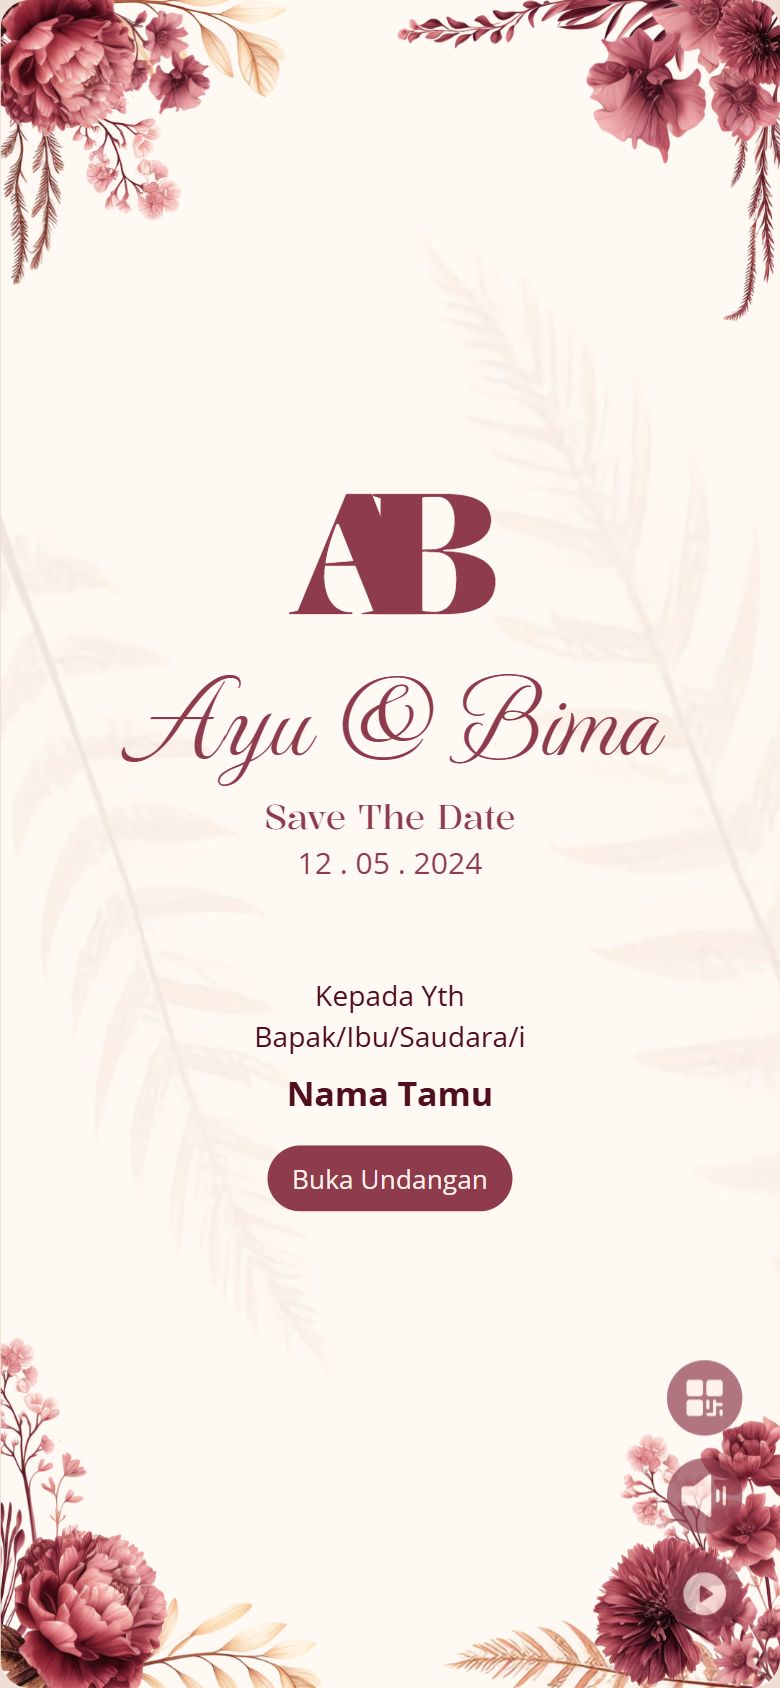 AB
Ayu & Bima
Save The Date
12 . 05 . 2024
Kepada Yth
Bapak/Ibu/Saudara/i
Nama Tamu
Buka Undangan